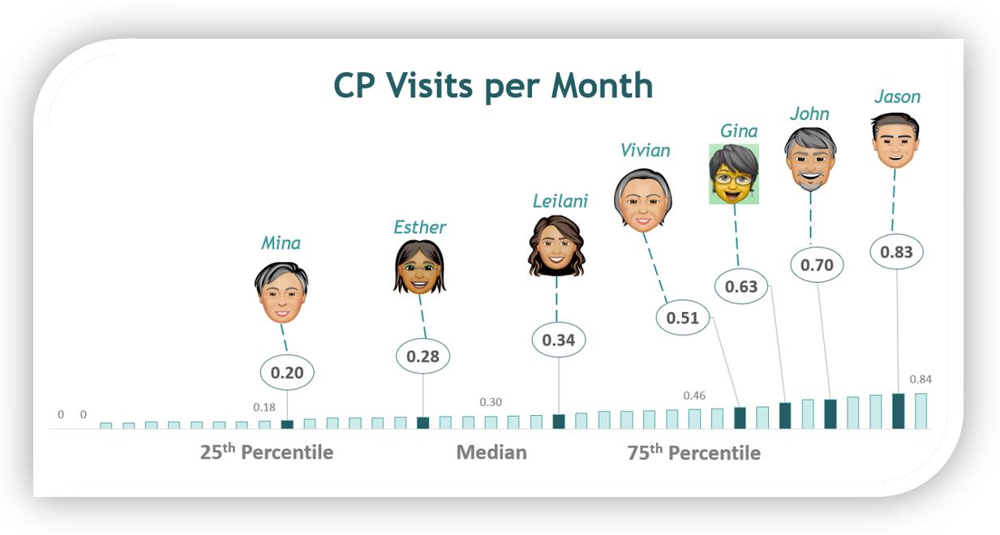 CP Visits per Month
Jason
John
Gina
Vivian
Leilani
Esther
Mina
0.83
0.70
0.63
0.51
0.34
0.28
0.20
0 0 0.18 0.30 0.46 0.84
25th Percentile Median 75th Percentile